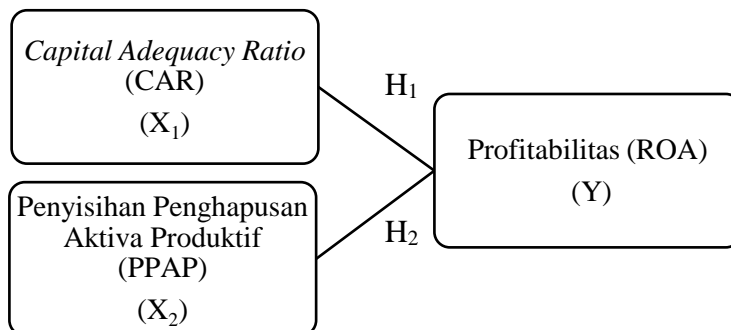 Capital Adequacy Ratio
(CAR)
(X₁)
H₁
Profitabilitas (ROA)
(Y)
Penyisihan Penghapusan
Aktiva Produktif
(PPAP)
(X₂)
H₂